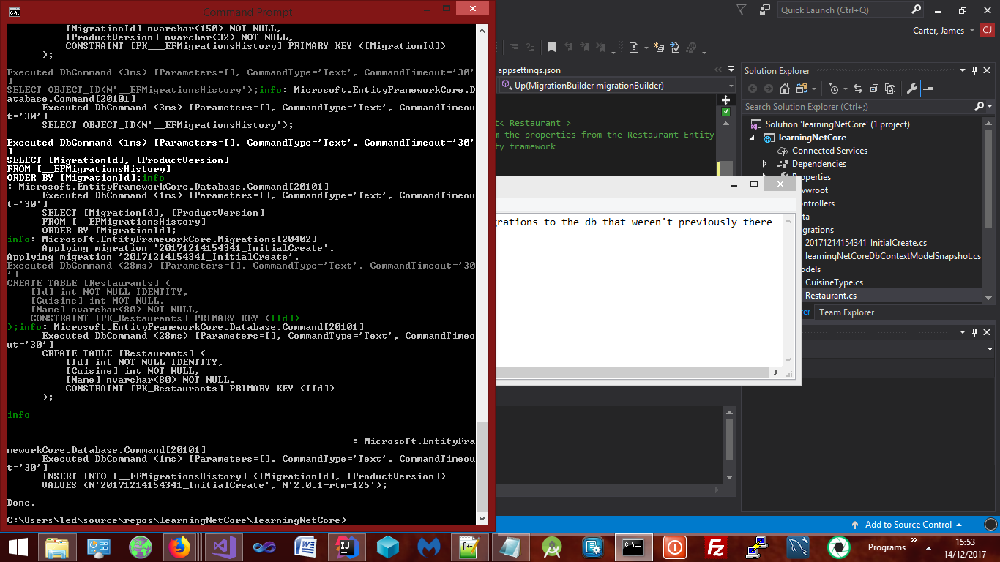 Command Prompt
[MigrationId] nvarchar(150) NOT NULL,
[ProductVersion] nvarchar(32) NOT NULL,
CONSTRAINT [PK___EFMigrationsHistory] PRIMARY KEY ([MigrationId])
);
Executed DbCommand (3ms) [Parameters=[], CommandType='Text', CommandTimeout='30'
]
SELECT OBJECT_ID(N'__EFMigrationsHistory');info: Microsoft.EntityFrameworkCore.D
atabase.Command[20101]
Executed DbCommand (3ms) [Parameters=[], CommandType='Text', CommandTimeou
t='30']
SELECT OBJECT_ID(N'__EFMigrationsHistory');
Executed DbCommand (1ms) [Parameters=[], CommandType='Text', CommandTimeout='30'
]
SELECT [MigrationId], [ProductVersion]
FROM [__EFMigrationsHistory]
ORDER BY [MigrationId];info
: Microsoft.EntityFrameworkCore.Database.Command[20101]
Executed DbCommand (1ms) [Parameters=[], CommandType='Text', CommandTimeou
t='30']
SELECT [MigrationId], [ProductVersion]
FROM [__EFMigrationsHistory]
ORDER BY [MigrationId];
info: Microsoft.EntityFrameworkCore.Migrations[20402]
Applying migration '20171214154341_InitialCreate'.
Applying migration '20171214154341_InitialCreate'.
Executed DbCommand (28ms) [Parameters=[], CommandType='Text', CommandTimeout='30
']
CREATE TABLE [Restaurants] (
[Id] int NOT NULL IDENTITY,
[Cuisine] int NOT NULL,
[Name] nvarchar(80) NOT NULL,
CONSTRAINT [PK_Restaurants] PRIMARY KEY ([Id])
);info: Microsoft.EntityFrameworkCore.Database.Command[20101]
Executed DbCommand (28ms) [Parameters=[], CommandType='Text', CommandTimeo
ut='30']
CREATE TABLE [Restaurants] (
[Id] int NOT NULL IDENTITY,
[Cuisine] int NOT NULL,
[Name] nvarchar(80) NOT NULL,
CONSTRAINT [PK_Restaurants] PRIMARY KEY ([Id])
);
info
: Microsoft.EntityFra
meworkCore.Database.Command[20101]
Executed DbCommand (1ms) [Parameters=[], CommandType='Text', CommandTimeou
t='30']
INSERT INTO [__EFMigrationsHistory] ([MigrationId], [ProductVersion])
VALUES (N'20171214154341_InitialCreate', N'2.0.1-rtm-125');
Done.
C:\Users\Ted\source\repos\learningNetCore\learningNetCore>
Quick Launch (Ctrl+Q)
Carter, James
CJ
appsettings.json
Up(MigrationBuilder migrationBuilder)
t< Restaurant >
m the properties from the Restaurant Entity
ty framework
grations to the db that weren't previously there
Solution Explorer
Search Solution Explorer (Ctrl+;)
Solution 'learningNetCore' (1 project)
learningNetCore
Connected Services
Dependencies
Properties
wwroot
ontrollers
ata
igrations
20171214154341_InitialCreate.cs
learningNetCoreDbContextModelSnapshot.cs
odels
CuisineType.cs
Restaurant.cs
rer
Team Explorer
Add to Source Control
Programs
15:53
14/12/2017